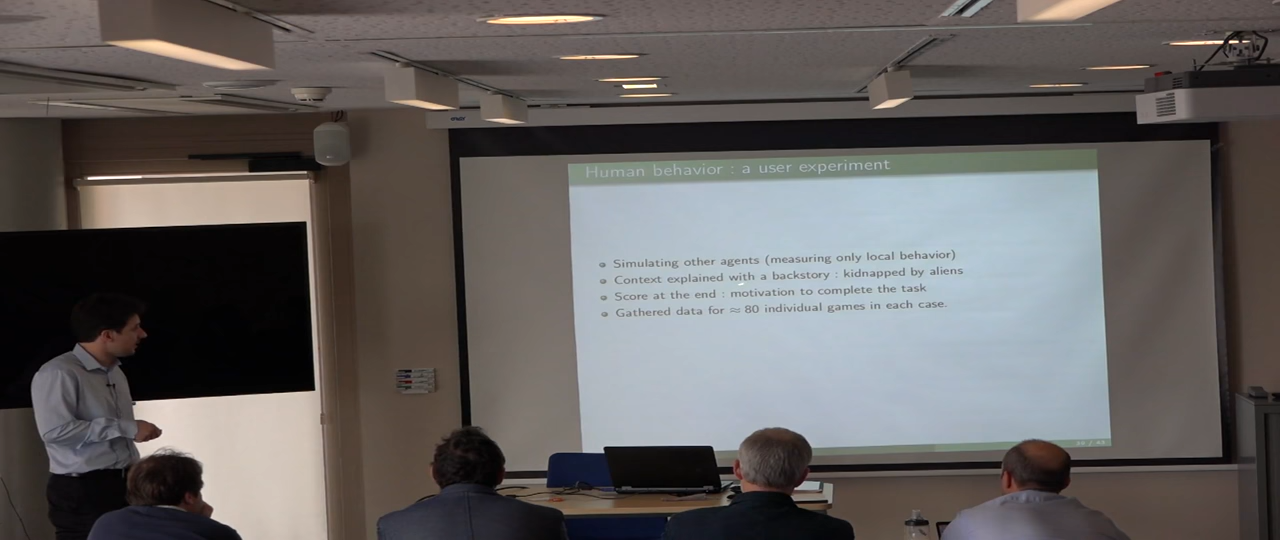 Human behavior : a user experiment
Simulating other agents (measuring only local behavior)
Context explained with a backstory : kidnapped by aliens
Score at the end : motivation to complete the task
Gathered data for ≈ 80 individual games in each case.